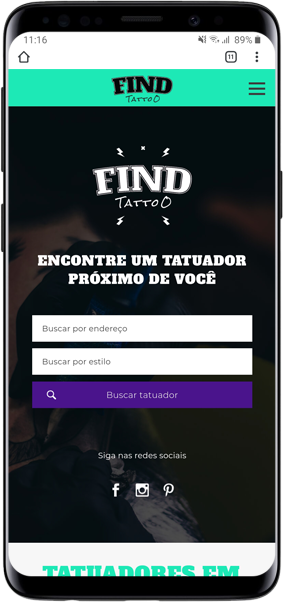 11:16
11
89%
FIND
TattoO
FIND
TattoO
ENCONTRE UM TATUADOR
PRÓXIMO DE VOCÊ
Buscar por endereço
Buscar por estilo
Buscar tatuador
Siga nas redes sociais
TATUADORES EM